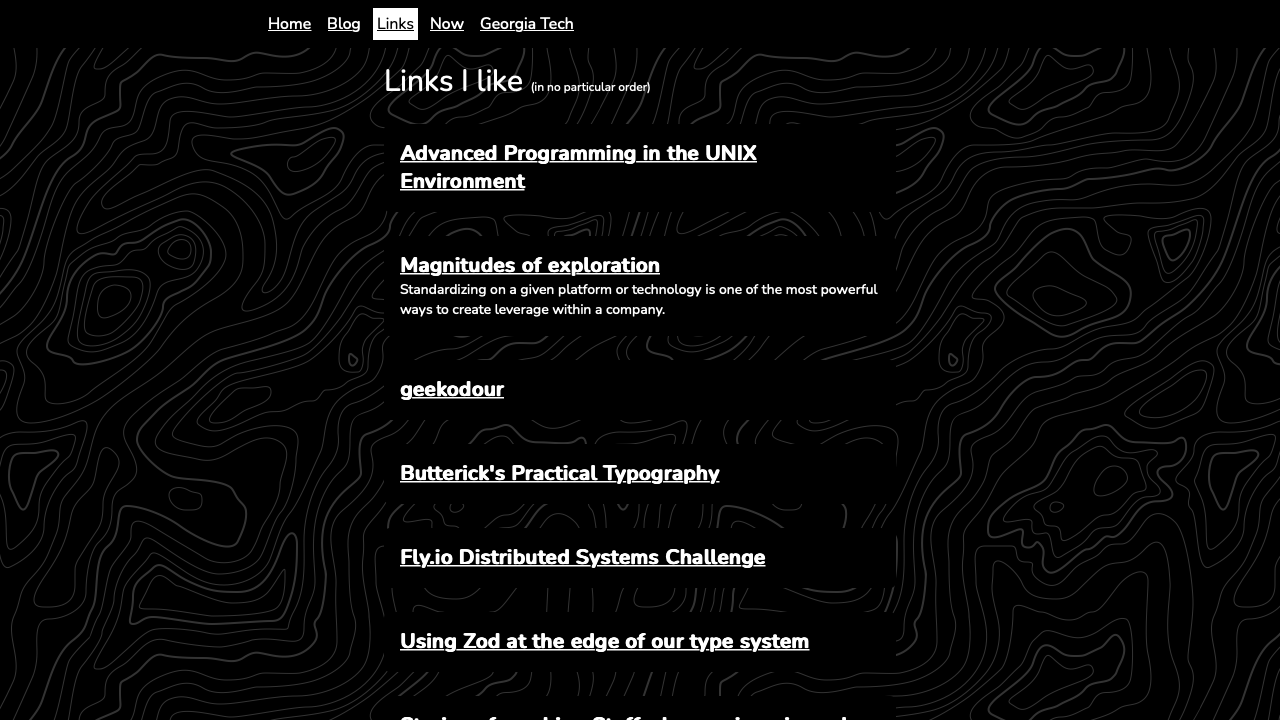 Home Blog Links Now Georgia Tech
Links I like (in no particular order)
Advanced Programming in the UNIX
Environment
Magnitudes of exploration
Standardizing on a given platform or technology is one of the most powerful
ways to create leverage within a company.
geekodour
Butterick's Practical Typography
Fly.io Distributed Systems Challenge
Using Zod at the edge of our type system